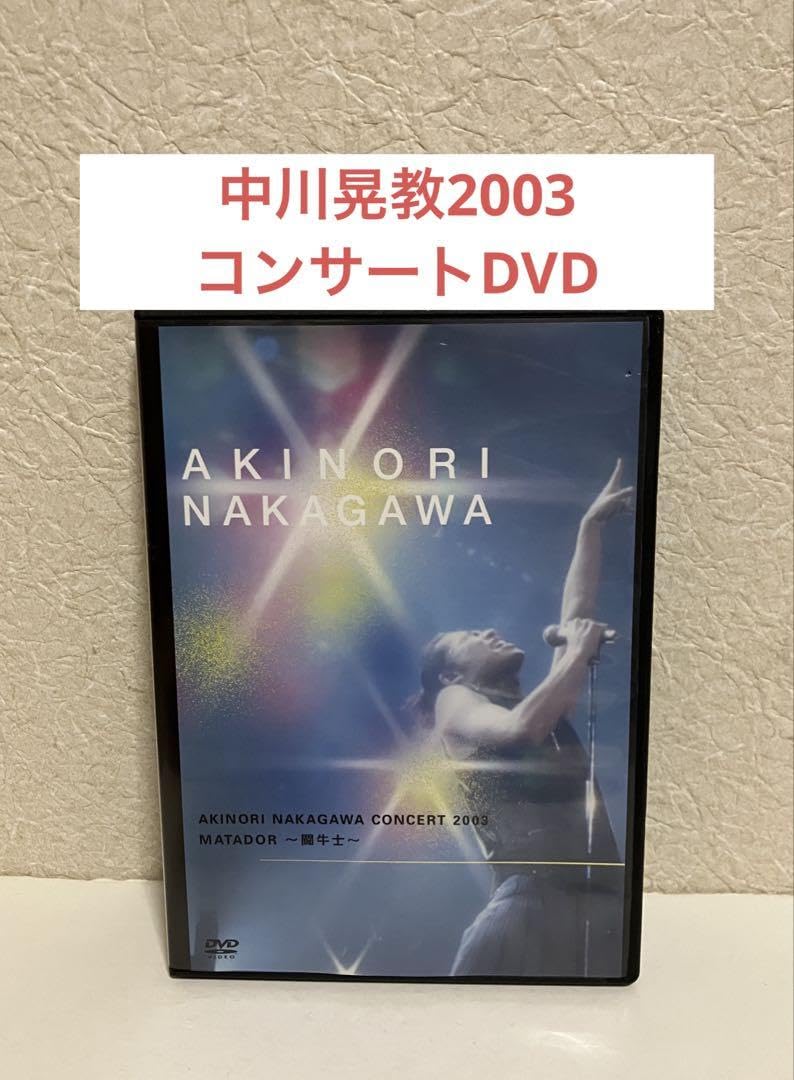 中川晃教2003
コンサートDVD
AKINORI
NAKAGAWA
AKINORI NAKAGAWA CONCERT 2003
MATADOR ～闘牛士～
DVD
VIDEO